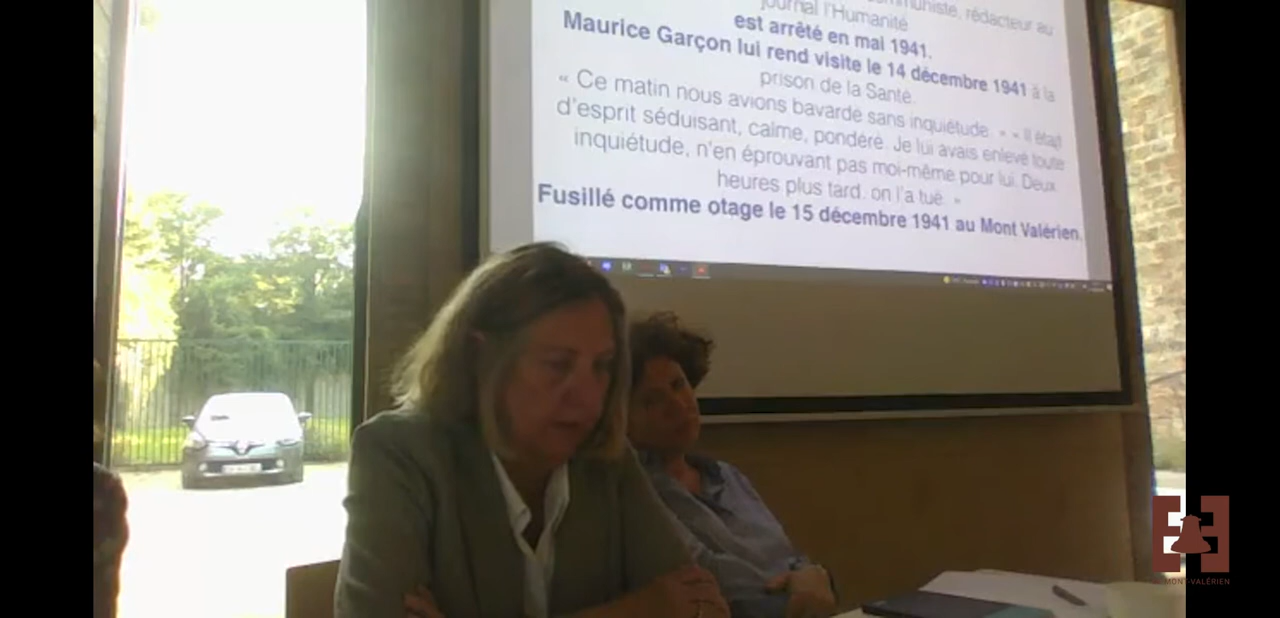 communiste, rédacteur au
journal l'Humanité
est arrêté en mai 1941.
Maurice Garçon lui rend visite le 14 décembre 1941 à la
prison de la Santé.
« Ce matin nous avions bavardé sans inquiétude. » « Il était
d'esprit séduisant, calme, pondéré. Je lui avais enlevé toute
inquiétude, n'en éprouvant pas moi-même pour lui. Deux
heures plus tard, on l'a tué. »
Fusillé comme otage le 15 décembre 1941 au Mont Valérien.
MONT-VALÉRIEN